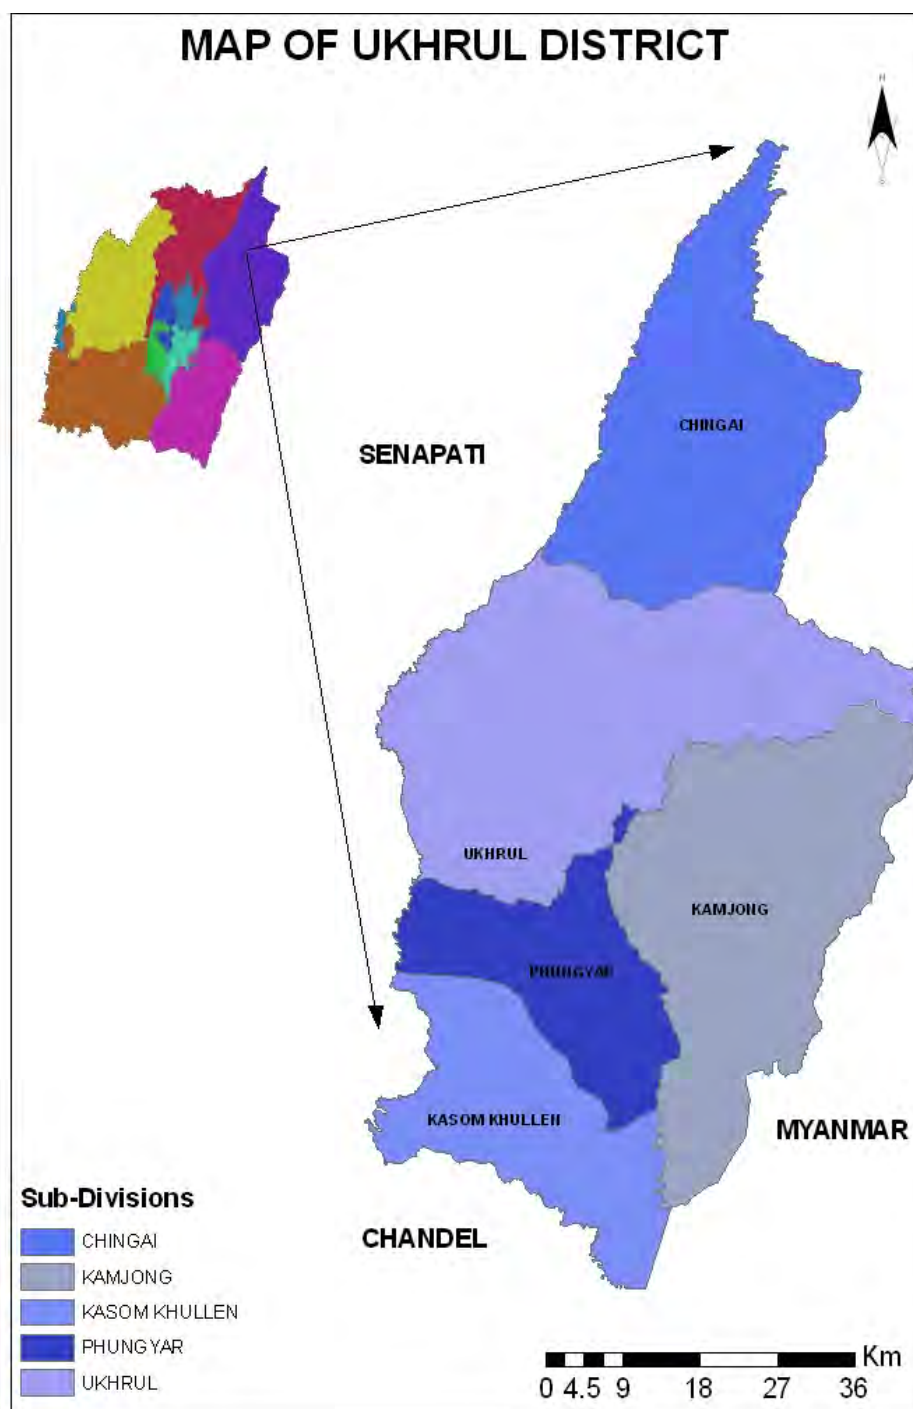 MAP OF UKHRUL DISTRICT
N
CHINGAI
SENAPATI
UKHRUL
KAMJONG
PHUNGYAR
KASOM KHULLEN
MYANMAR
CHANDEL
Sub-Divisions
CHINGAI
KAMJONG
KASOM KHULLEN
PHUNGYAR
UKHRUL
Km
0 4.5 9 18 27 36